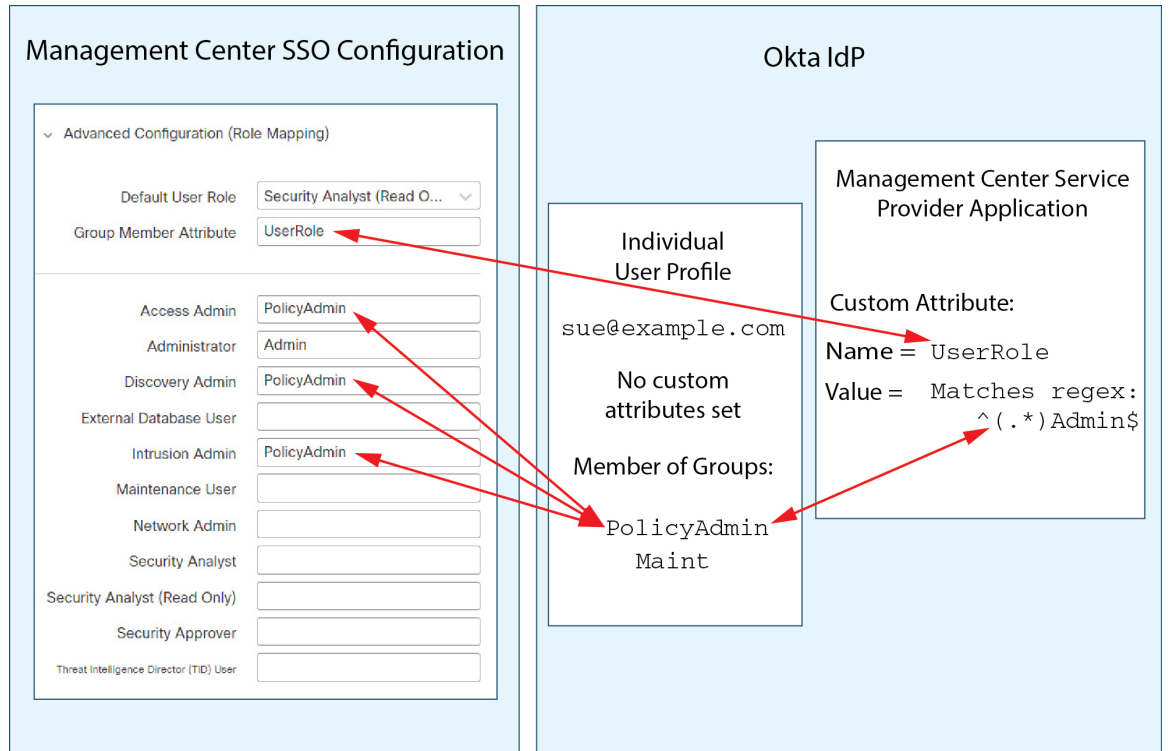 Management Center SSO Configuration
Advanced Configuration (Role Mapping)
Default User Role Security Analyst (Read O...
Group Member Attribute UserRole
Access Admin PolicyAdmin
Administrator Admin
Discovery Admin PolicyAdmin
External Database User
Intrusion Admin PolicyAdmin
Maintenance User
Network Admin
Security Analyst
Security Analyst (Read Only)
Security Approver
Threat Intelligence Director (TID) User
Okta IdP
Individual
User Profile
sue@example.com
No custom
attributes set
Member of Groups:
PolicyAdmin
Maint
Management Center Service
Provider Application
Custom Attribute:
Name = UserRole
Value = Matches regex:
^(.*)Admin$